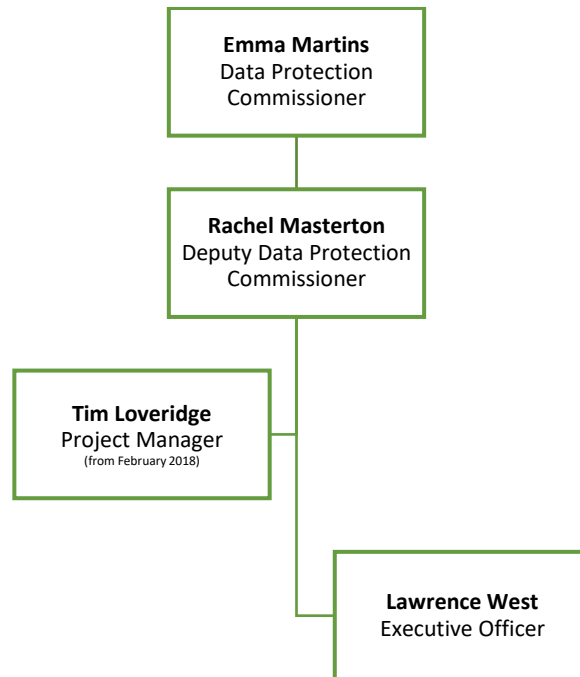 Emma Martins
Data Protection
Commissioner
Rachel Masterton
Deputy Data Protection
Commissioner
Tim Loveridge
Project Manager
(from February 2018)
Lawrence West
Executive Officer